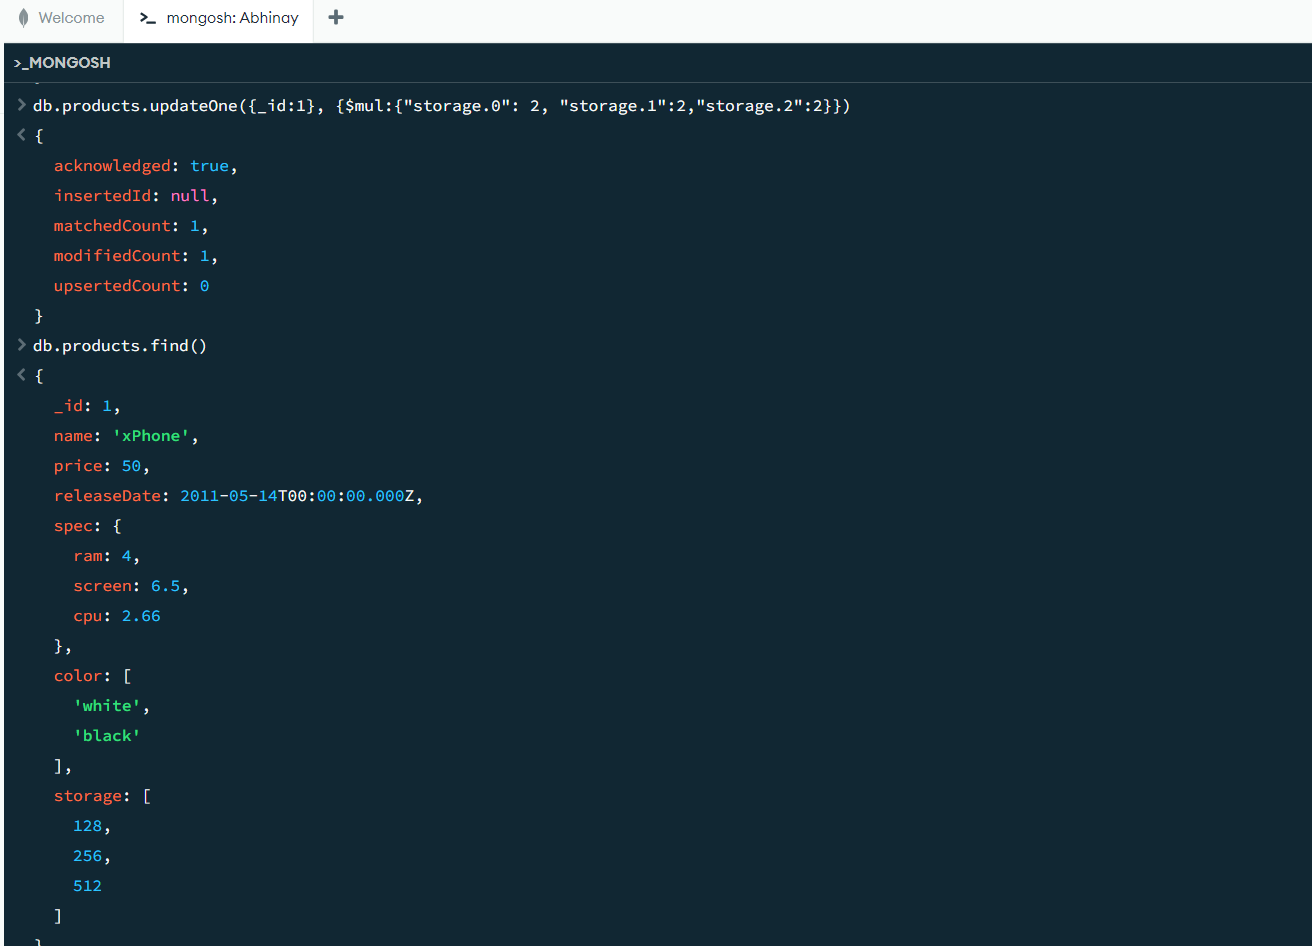 Welcome
>_ mongosh: Abhinay +
>_MONGOSH
> db.products.updateOne({_id:1}, {$mul:{"storage.0": 2, "storage.1":2,"storage.2":2}})
< {
acknowledged: true,
insertedId: null,
matchedCount: 1,
modifiedCount: 1,
upsertedCount: 0
}
> db.products.find()
< {
_id: 1,
name: 'xPhone',
price: 50,
releaseDate: 2011-05-14T00:00:00.000Z,
spec: {
ram: 4,
screen: 6.5,
cpu: 2.66
},
color: [
'white',
'black'
],
storage: [
128,
256,
512
]
}